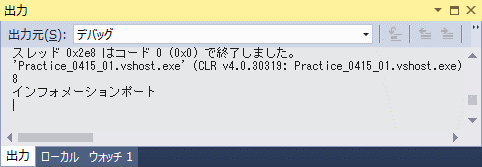 出力
出力元(S): デバッグ
スレッド 0x2e8 はコード 0 (0x0) で終了しました。
'Practice_0415_01.vshost.exe' (CLR v4.0.30319: Practice_0415_01.vshost.exe)
8
インフォメーションポート
出力 ローカル ウォッチ 1